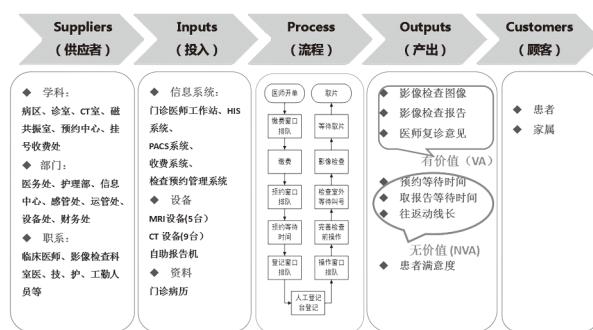 Suppliers
（供应者）
Inputs
（投入）
Process
（流程）
Outputs
（产出）
Customers
（顾客）
◆ 学科：
病区、诊室、CT室、磁
共振室、预约中心、挂
号收费处
◆ 部门：
医务处、护理部、信息
中心、感管处、运管处、
设备处、财务处
◆ 职系：
临床医师、影像检查科
室医、技、护、工勤人
员等
◆ 信息系统：
门诊医师工作站、HIS
系统、
PACS系统、
收费系统、
检查预约管理系统
◆ 设备
MRI设备(5台）
CT 设备(9台）
自助报告机
◆ 资料
门诊病历
医师开单
缴费窗口
排队
缴费
预约窗口
排队
预约等待
时间
登记窗口
排队
人工登记
台登记
操作窗口
排队
完善检查
前操作
检查室外
等待叫号
影像检查
等待取片
取片
◆ 影像检查图像
◆ 影像检查报告
◆ 医师复诊意见
有价值（VA）
◆ 预约等待时间
◆ 取报告等待时间
◆ 往返动线长
无价值 (NVA)
◆ 患者满意度
◆ 患者
◆ 家属